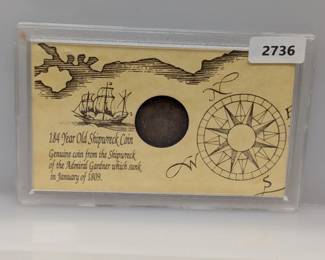 2736
184 Year Old Shipwreck Coin
Genuine coin from the Shipwreck
of the Admiral Gardner which sunk
in January of 1809.
N
E
W
S